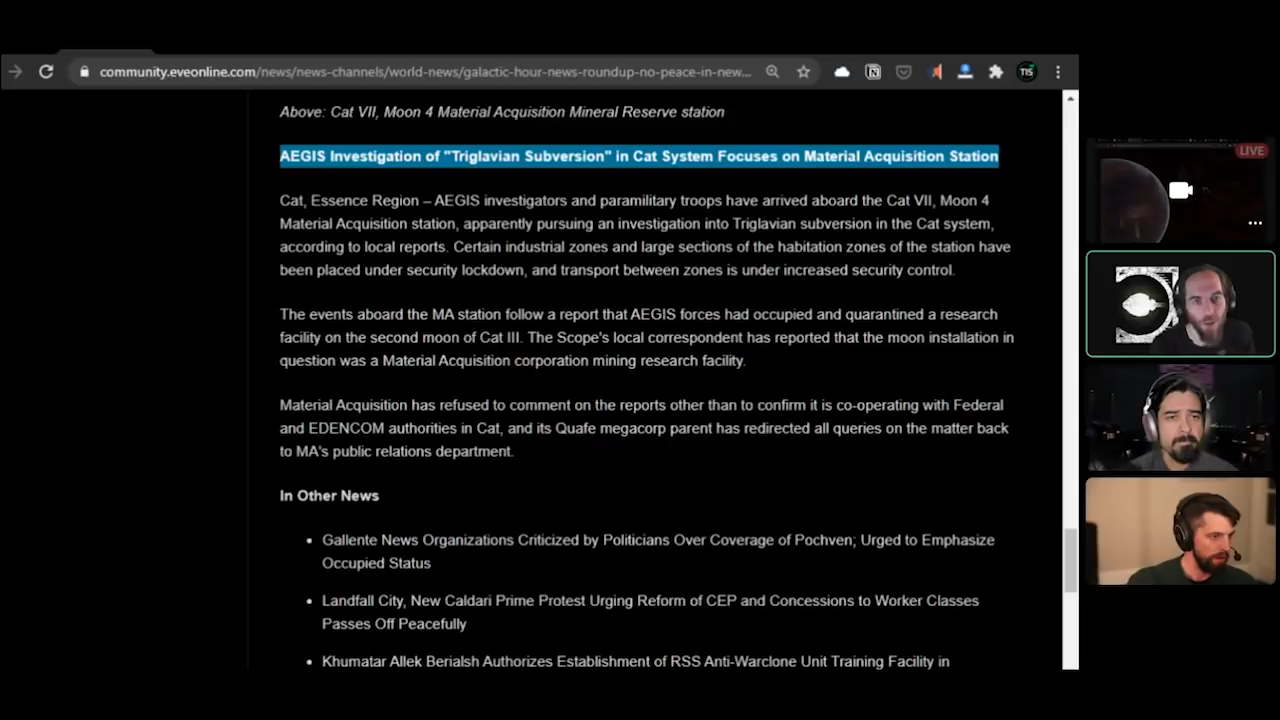 community.eveonline.com/news/news-channels/world-news/galactic-hour-news-roundup-no-peace-in-new...
TIS
Above: Cat VII, Moon 4 Material Acquisition Mineral Reserve station
LIVE
AEGIS Investigation of "Triglavian Subversion" in Cat System Focuses on Material Acquisition Station
Cat, Essence Region – AEGIS investigators and paramilitary troops have arrived aboard the Cat VII, Moon 4
Material Acquisition station, apparently pursuing an investigation into Triglavian subversion in the Cat system,
according to local reports. Certain industrial zones and large sections of the habitation zones of the station have
been placed under security lockdown, and transport between zones is under increased security control.
The events aboard the MA station follow a report that AEGIS forces had occupied and quarantined a research
facility on the second moon of Cat III. The Scope's local correspondent has reported that the moon installation in
question was a Material Acquisition corporation mining research facility.
Material Acquisition has refused to comment on the reports other than to confirm it is co-operating with Federal
and EDENCOM authorities in Cat, and its Quafe megacorp parent has redirected all queries on the matter back
to MA's public relations department.
In Other News
• Gallente News Organizations Criticized by Politicians Over Coverage of Pochven; Urged to Emphasize
Occupied Status
• Landfall City, New Caldari Prime Protest Urging Reform of CEP and Concessions to Worker Classes
Passes Off Peacefully
• Khumatar Allek Berialsh Authorizes Establishment of RSS Anti-Warclone Unit Training Facility in